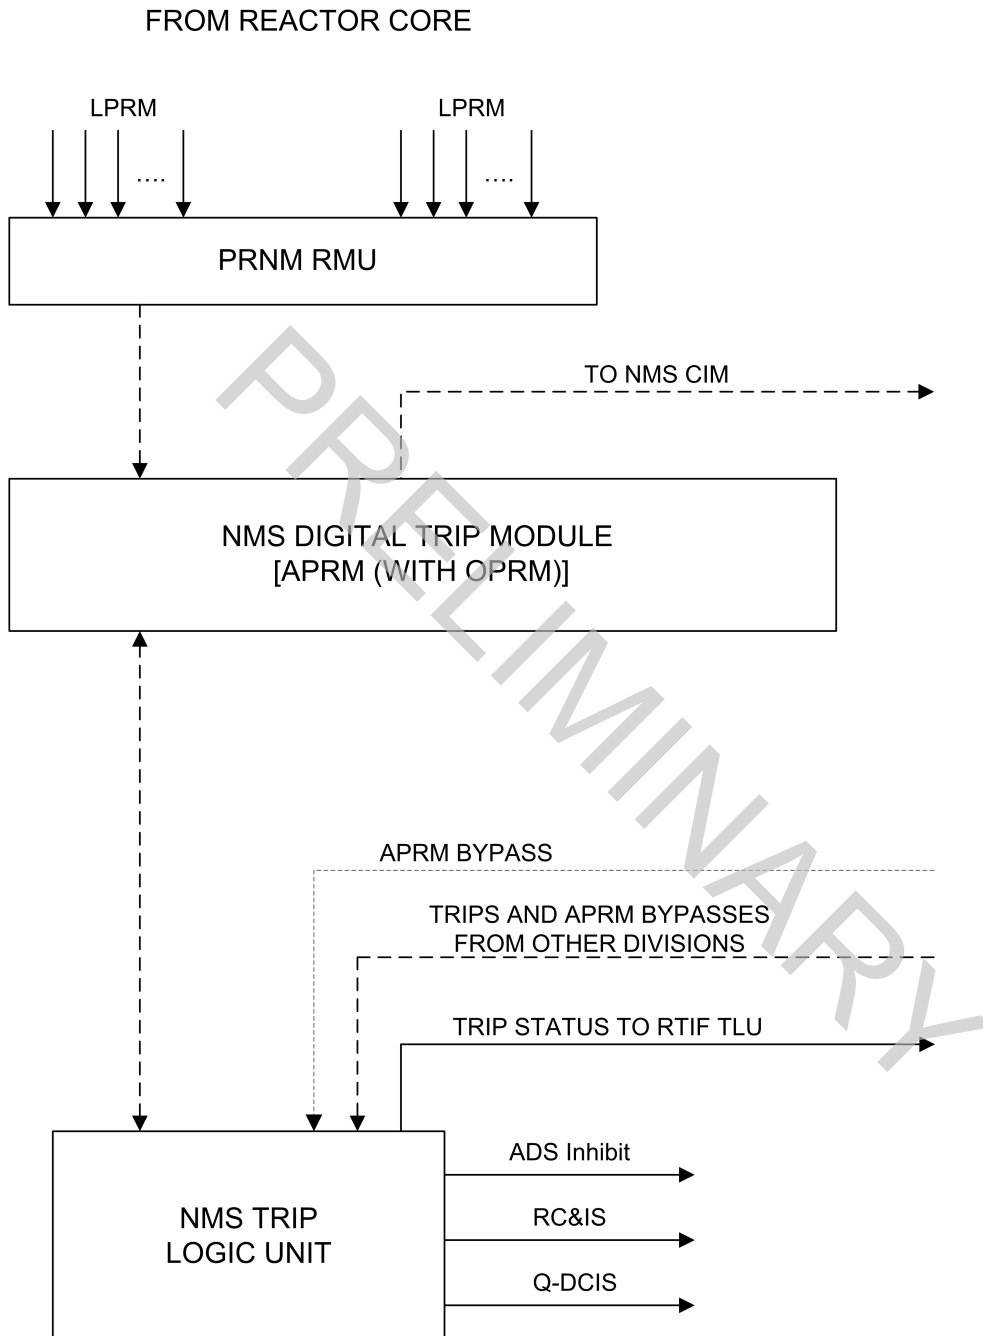 FROM REACTOR CORE
LPRM LPRM
.... ....
PRNM RMU
TO NMS CIM
NMS DIGITAL TRIP MODULE
[APRM (WITH OPRM)]
PRELIMINARY
APRM BYPASS
TRIPS AND APRM BYPASSES
FROM OTHER DIVISIONS
TRIP STATUS TO RTIF TLU
ADS Inhibit
NMS TRIP
LOGIC UNIT
RC&IS
Q-DCIS